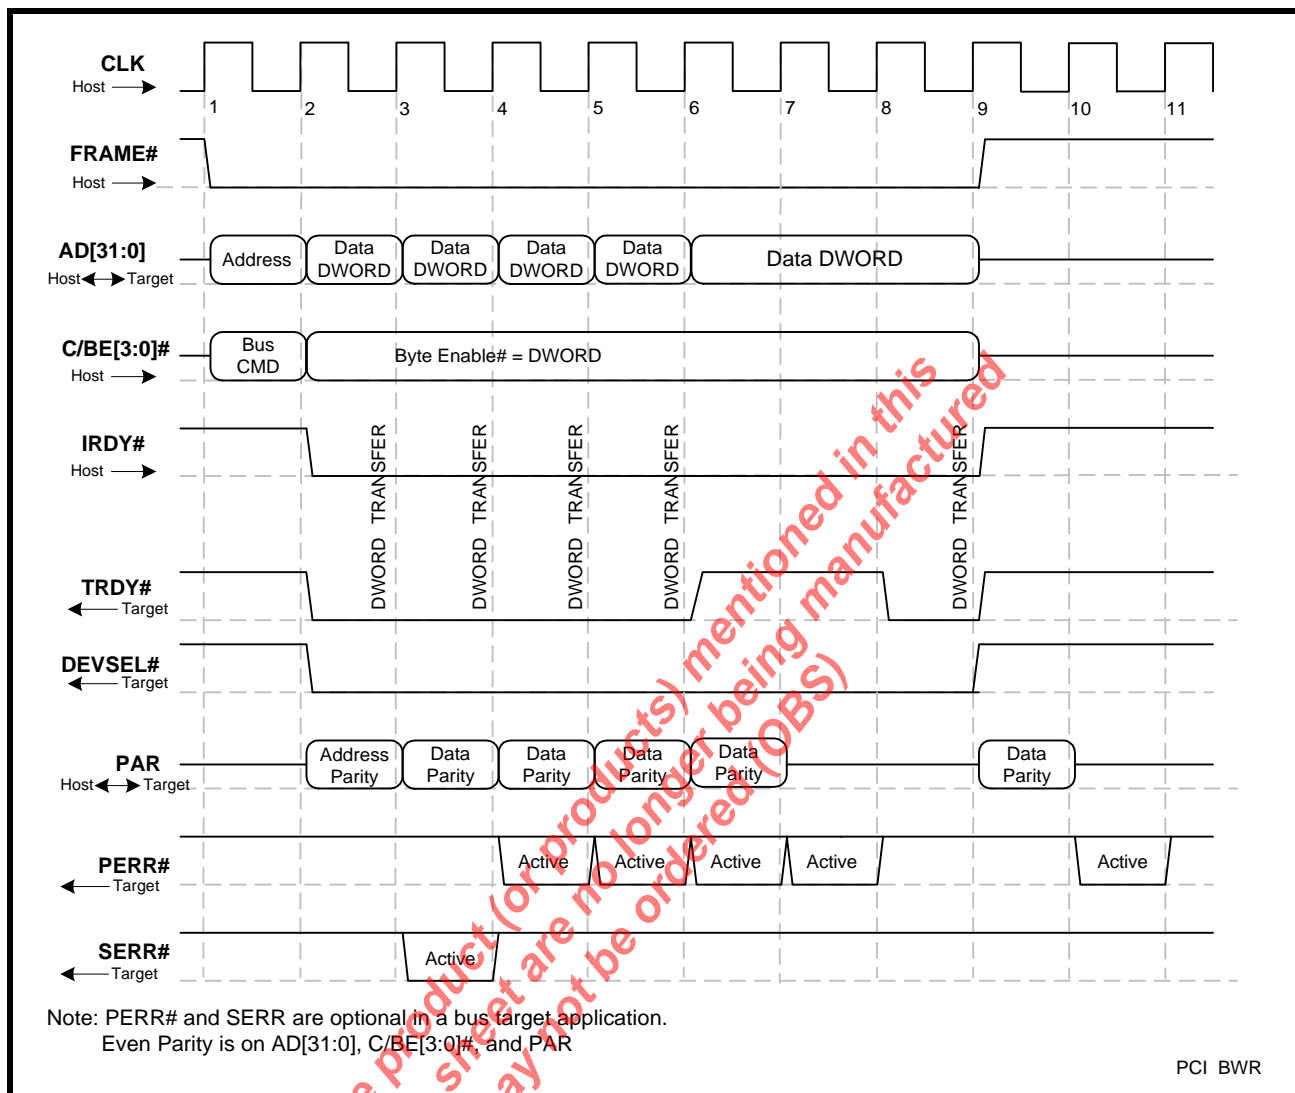 CLK
Host
1 2 3 4 5 6 7 8 9 10 11
FRAME#
Host
AD[31:0]
Host Target
Address
Data DWORD
Data DWORD
Data DWORD
Data DWORD
Data DWORD
C/BE[3:0]#
Host
Bus CMD
Byte Enable# = DWORD
IRDY#
Host
DWORD TRANSFER
DWORD TRANSFER
DWORD TRANSFER
DWORD TRANSFER
DWORD TRANSFER
TRDY#
Target
DEVSEL#
Target
PAR
Host Target
Address Parity
Data Parity
Data Parity
Data Parity
Data Parity
Data Parity
PERR#
Target
Active Active Active Active Active
SERR#
Target
Active
Note: PERR# and SERR are optional in a bus target application.
Even Parity is on AD[31:0], C/BE[3:0]#, and PAR
PCI BWR
product (or products) mentioned in this
sheet are no longer being manufactured
may not be ordered (OBS)